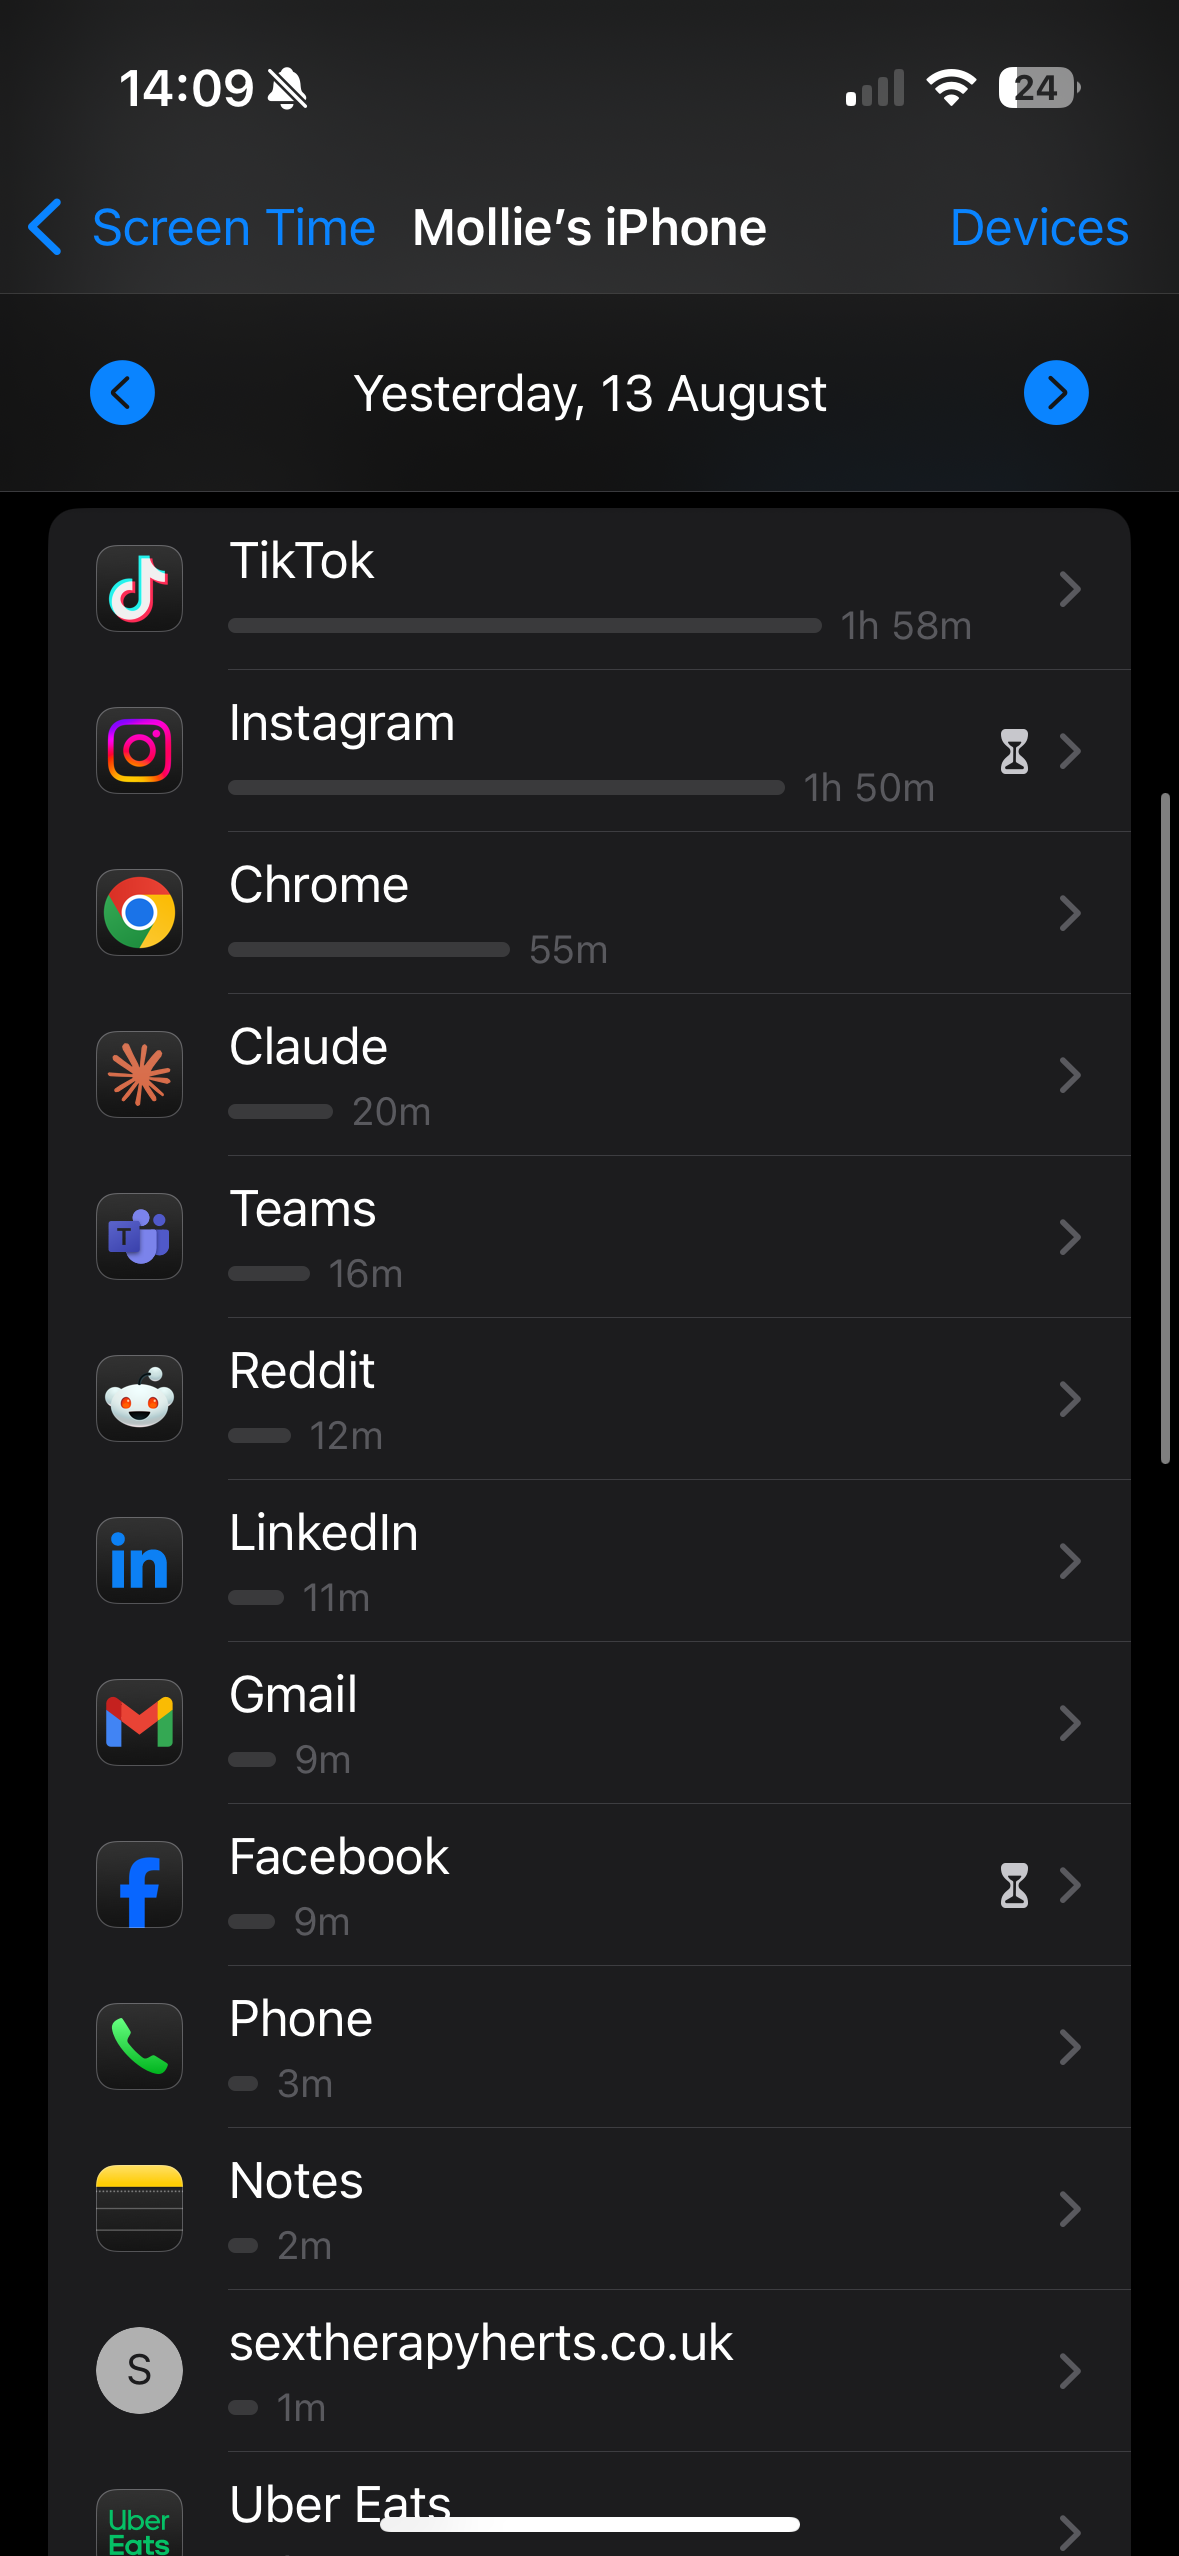 14:09
24
Screen Time Mollie's iPhone Devices
Yesterday, 13 August
TikTok
1h 58m
Instagram
1h 50m
Chrome
55m
Claude
20m
T
Teams
16m
Reddit
12m
in
LinkedIn
11m
Gmail
9m
Facebook
9m
Phone
3m
Notes
2m
S
sextherapyherts.co.uk
1m
Uber Eats
Uber
Eats